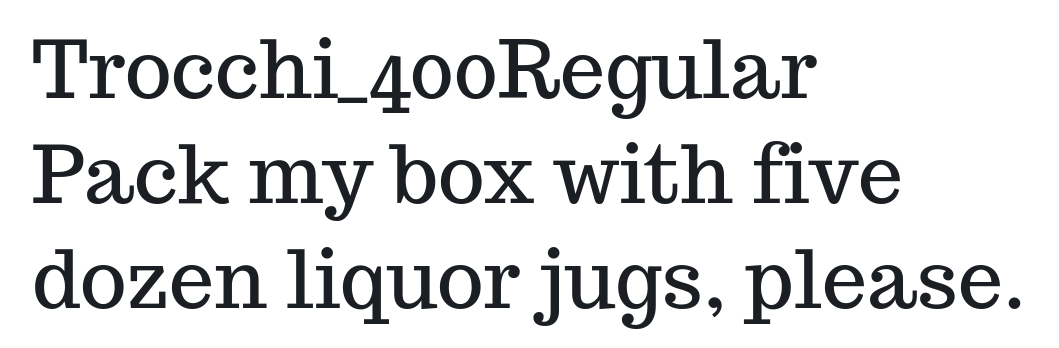 Trocchi_400Regular
Pack my box with five
dozen liquor jugs, please.